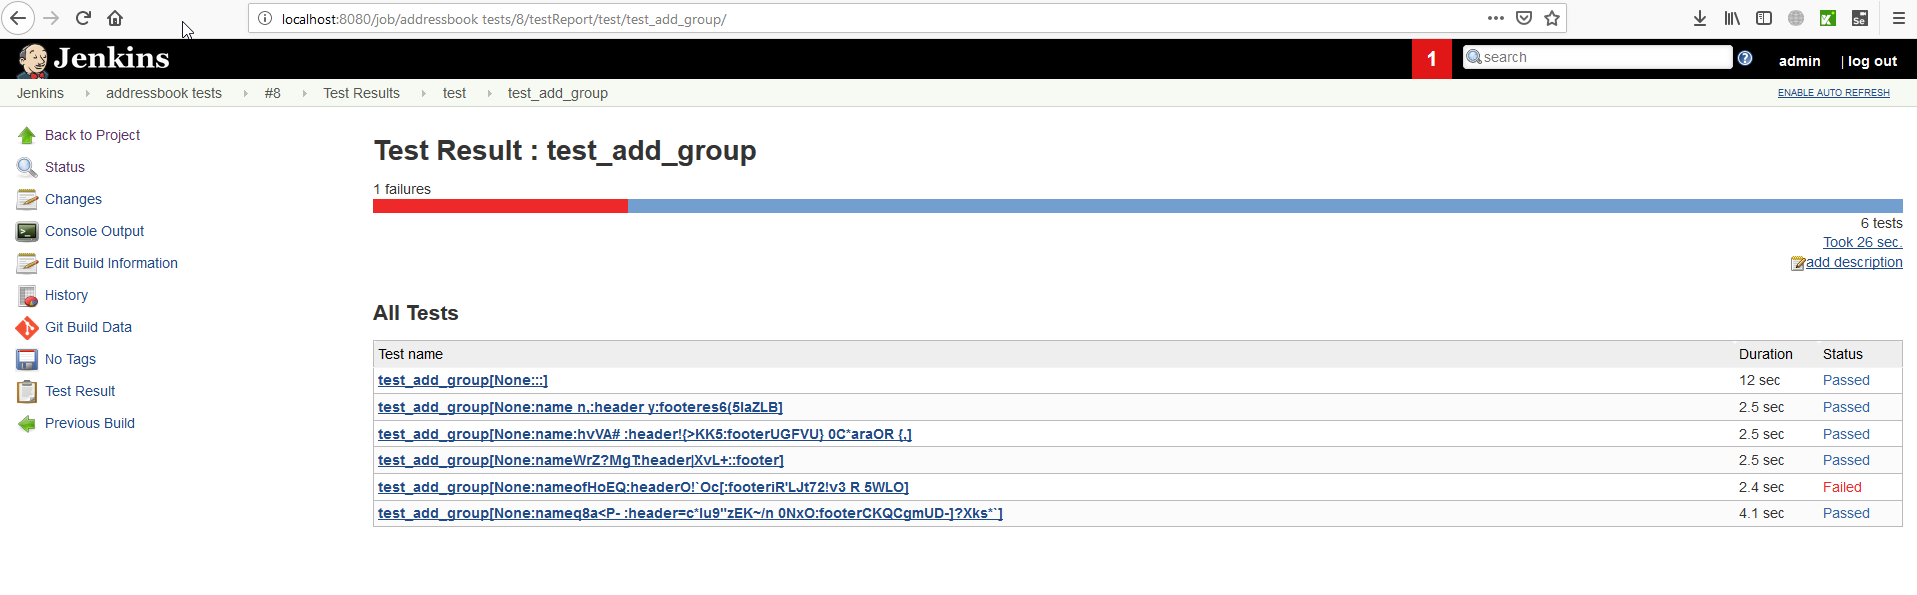 localhost:8080/job/addressbook tests/8/testReport/test/test_add_group/
Jenkins
1
search
admin | log out
Jenkins addressbook tests #8 Test Results test test_add_group
ENABLE AUTO REFRESH
Back to Project
Status
Changes
Console Output
Edit Build Information
History
Git Build Data
No Tags
Test Result
Previous Build
Test Result : test_add_group
1 failures
6 tests
Took 26 sec.
add description
All Tests
Test name Duration Status
test_add_group[None:::] 12 sec Passed
test_add_group[None:name n,:header y:footeres6(5IaZLB] 2.5 sec Passed
test_add_group[None:name:hvVA# :header!{>KK5:footerUGFVU} 0C*araOR {,] 2.5 sec Passed
test_add_group[None:nameWrZ?MgT:header|XvL+::footer] 2.5 sec Passed
test_add_group[None:nameofHoEQ:headerO!`Oc[:footeriR'LJt72!v3 R 5WLO] 2.4 sec Failed
test_add_group[None:nameq8a<P- :header=c*Iu9"zEK~/n 0NxO:footerCKQCgmUD-]?Xks*`] 4.1 sec Passed